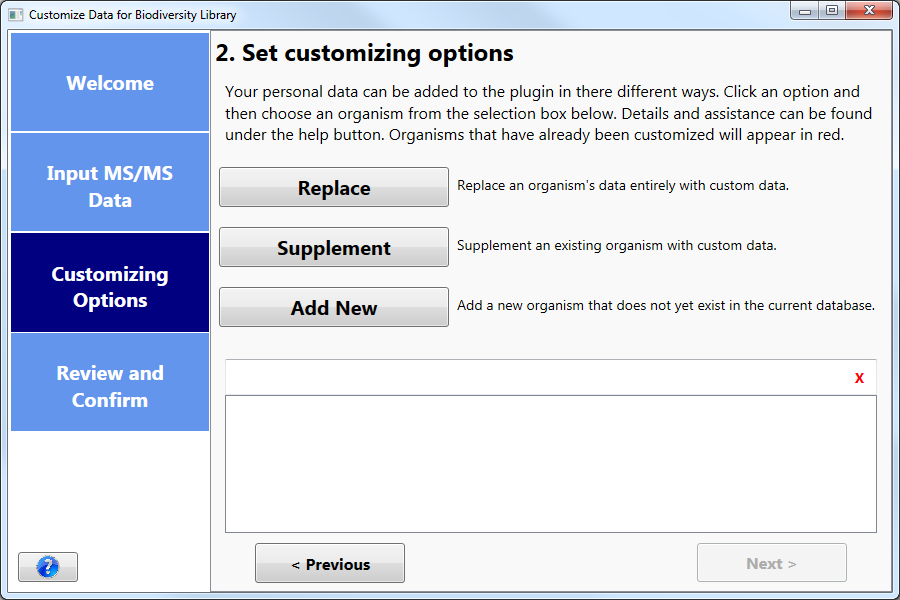 Customize Data for Biodiversity Library
Welcome
Input MS/MS
Data
Customizing
Options
Review and
Confirm
2. Set customizing options
Your personal data can be added to the plugin in there different ways. Click an option and
then choose an organism from the selection box below. Details and assistance can be found
under the help button. Organisms that have already been customized will appear in red.
Replace
Replace an organism's data entirely with custom data.
Supplement
Supplement an existing organism with custom data.
Add New
Add a new organism that does not yet exist in the current database.
X
?
< Previous
Next >